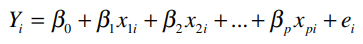 Yᵢ = β₀ + β₁x₁ᵢ + β₂x₂ᵢ + ... + βₚxₚᵢ + eᵢ